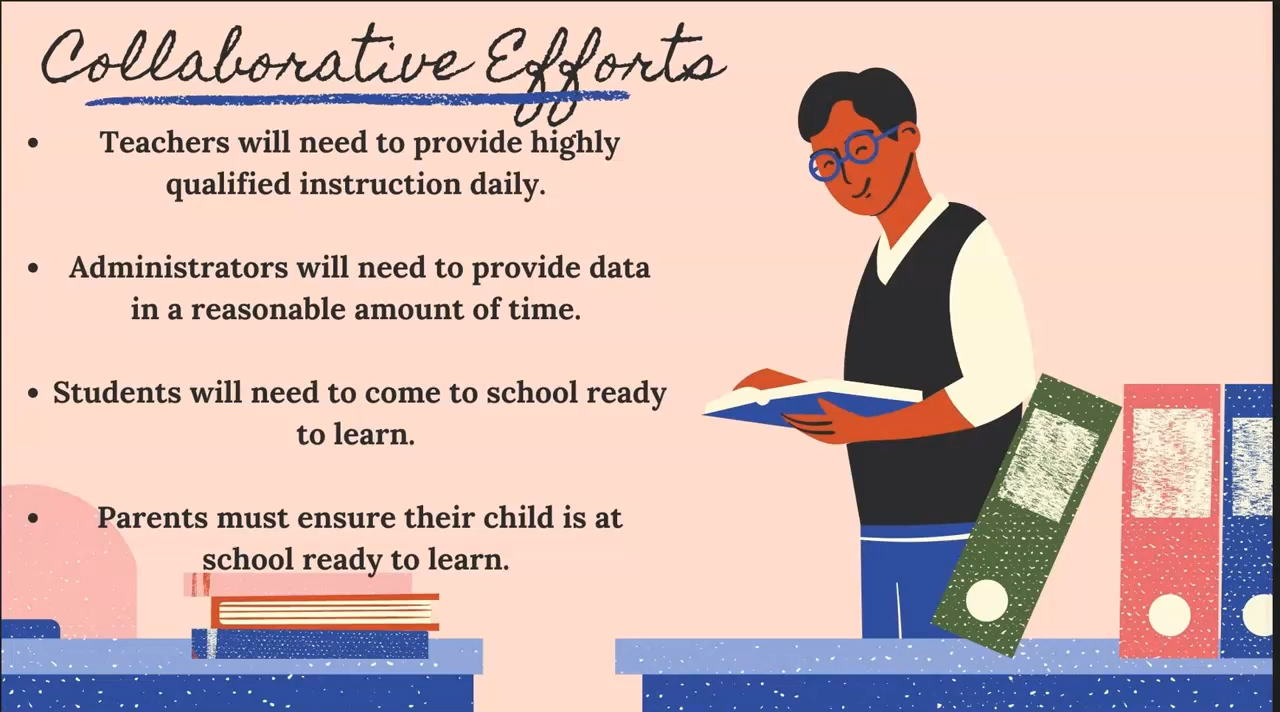 Collaborative Efforts
• Teachers will need to provide highly
qualified instruction daily.
• Administrators will need to provide data
in a reasonable amount of time.
• Students will need to come to school ready
to learn.
• Parents must ensure their child is at
school ready to learn.